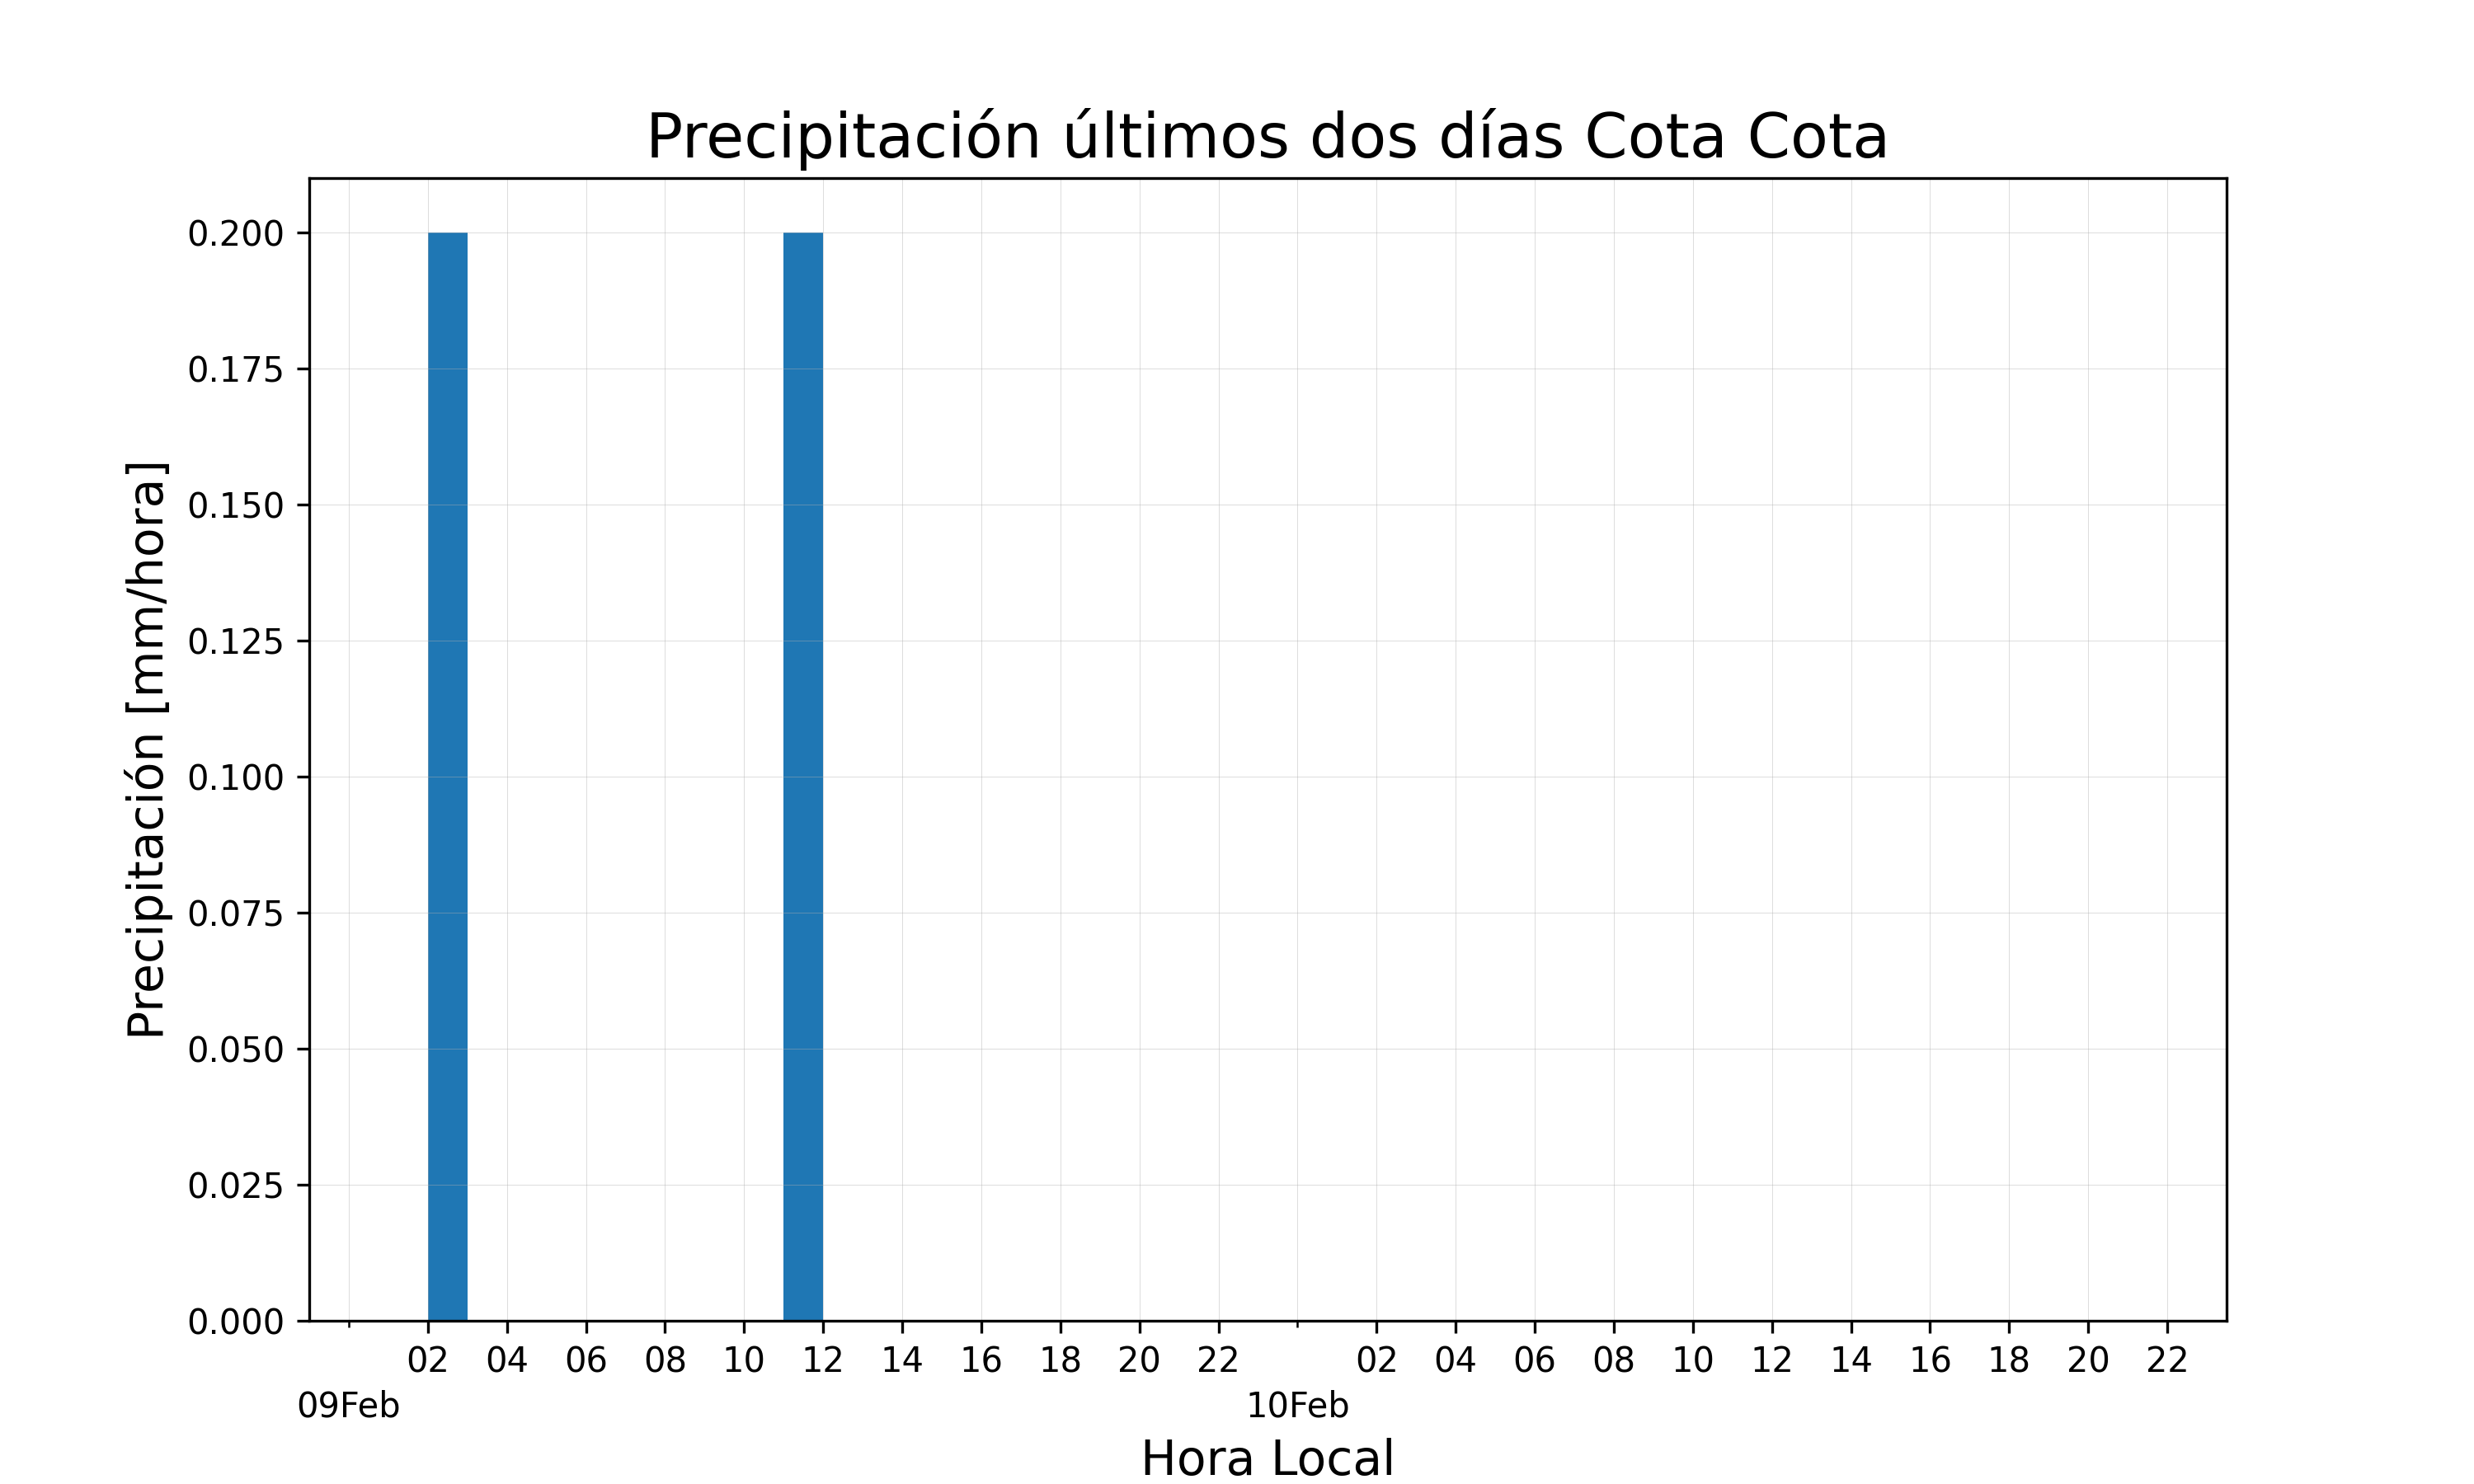 Precipitación últimos dos días Cota Cota
Precipitación [mm/hora]
0.200
0.175
0.150
0.125
0.100
0.075
0.050
0.025
0.000
02 04 06 08 10 12 14 16 18 20 22 02 04 06 08 10 12 14 16 18 20 22
09Feb 10Feb
Hora Local